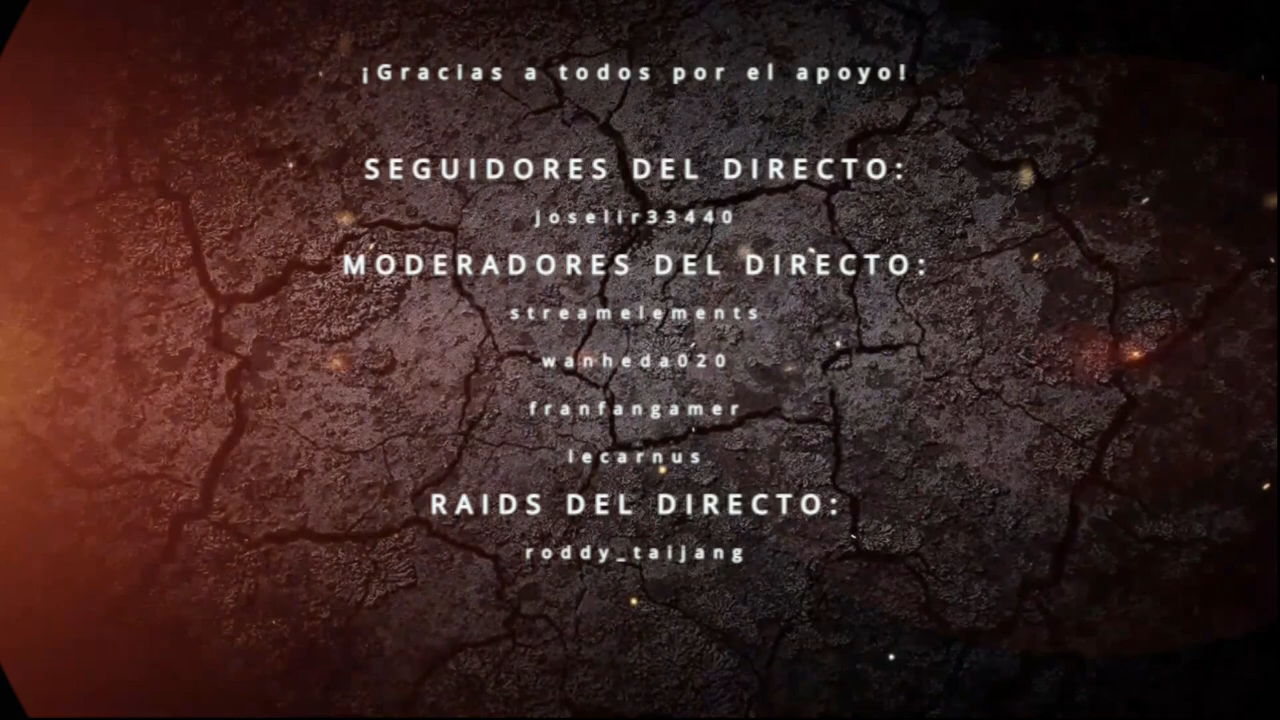 ¡Gracias a todos por el apoyo!
SEGUIDORES DEL DIRECTO:
joselir33440
MODERADORES DEL DIRECTO:
streamelements
wanheda020
franfangamer
lecarnus
RAIDS DEL DIRECTO:
roddy_taijang